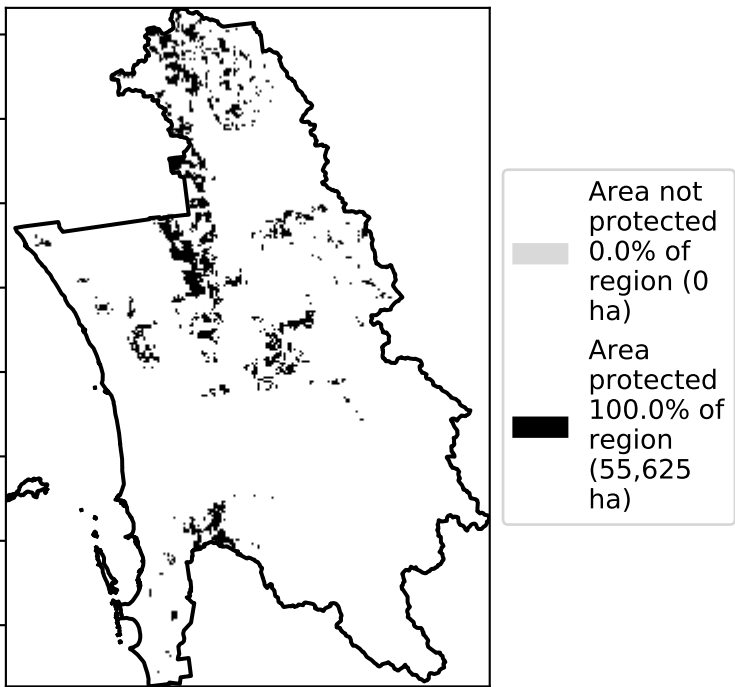 Area not
protected
0.0% of
region (0
ha)
Area
protected
100.0% of
region
(55,625
ha)